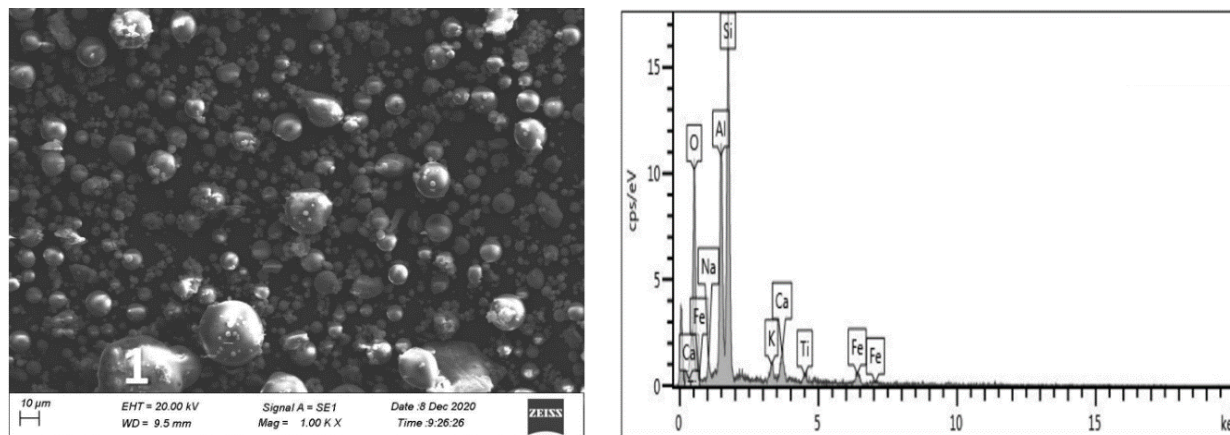 1
10 µm
EHT = 20.00 kV
WD = 9.5 mm
Signal A = SE1
Mag = 1.00 K X
Date :8 Dec 2020
Time :9:26:26
ZEISS
cps/eV
15
10
5
0
Si
Al
O
Na
Fe
Ca
Ca
K
Ti
Fe
Fe
0
5
10
15
ke